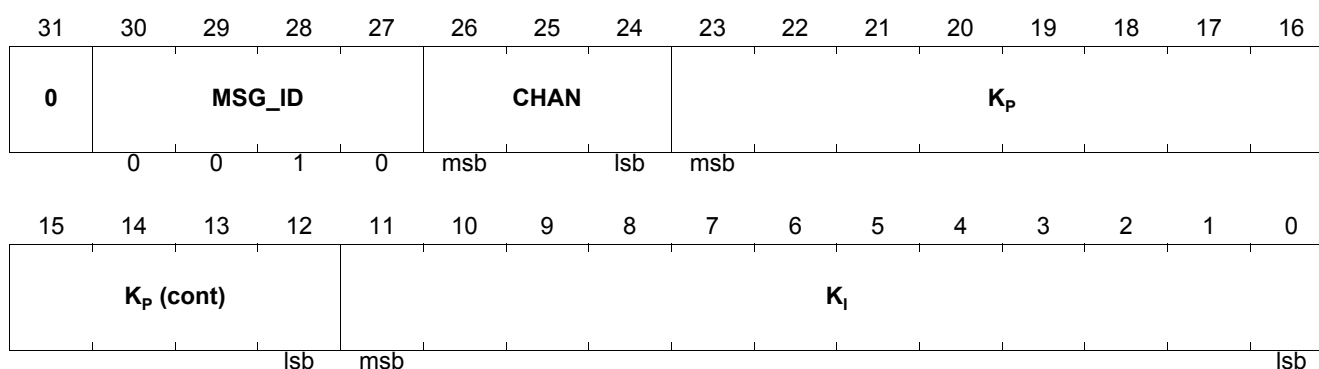 31 30 29 28 27 26 25 24 23 22 21 20 19 18 17 16
0 MSG_ID CHAN KP
0 0 1 0 msb lsb msb
15 14 13 12 11 10 9 8 7 6 5 4 3 2 1 0
KP (cont) KI
lsb msb lsb